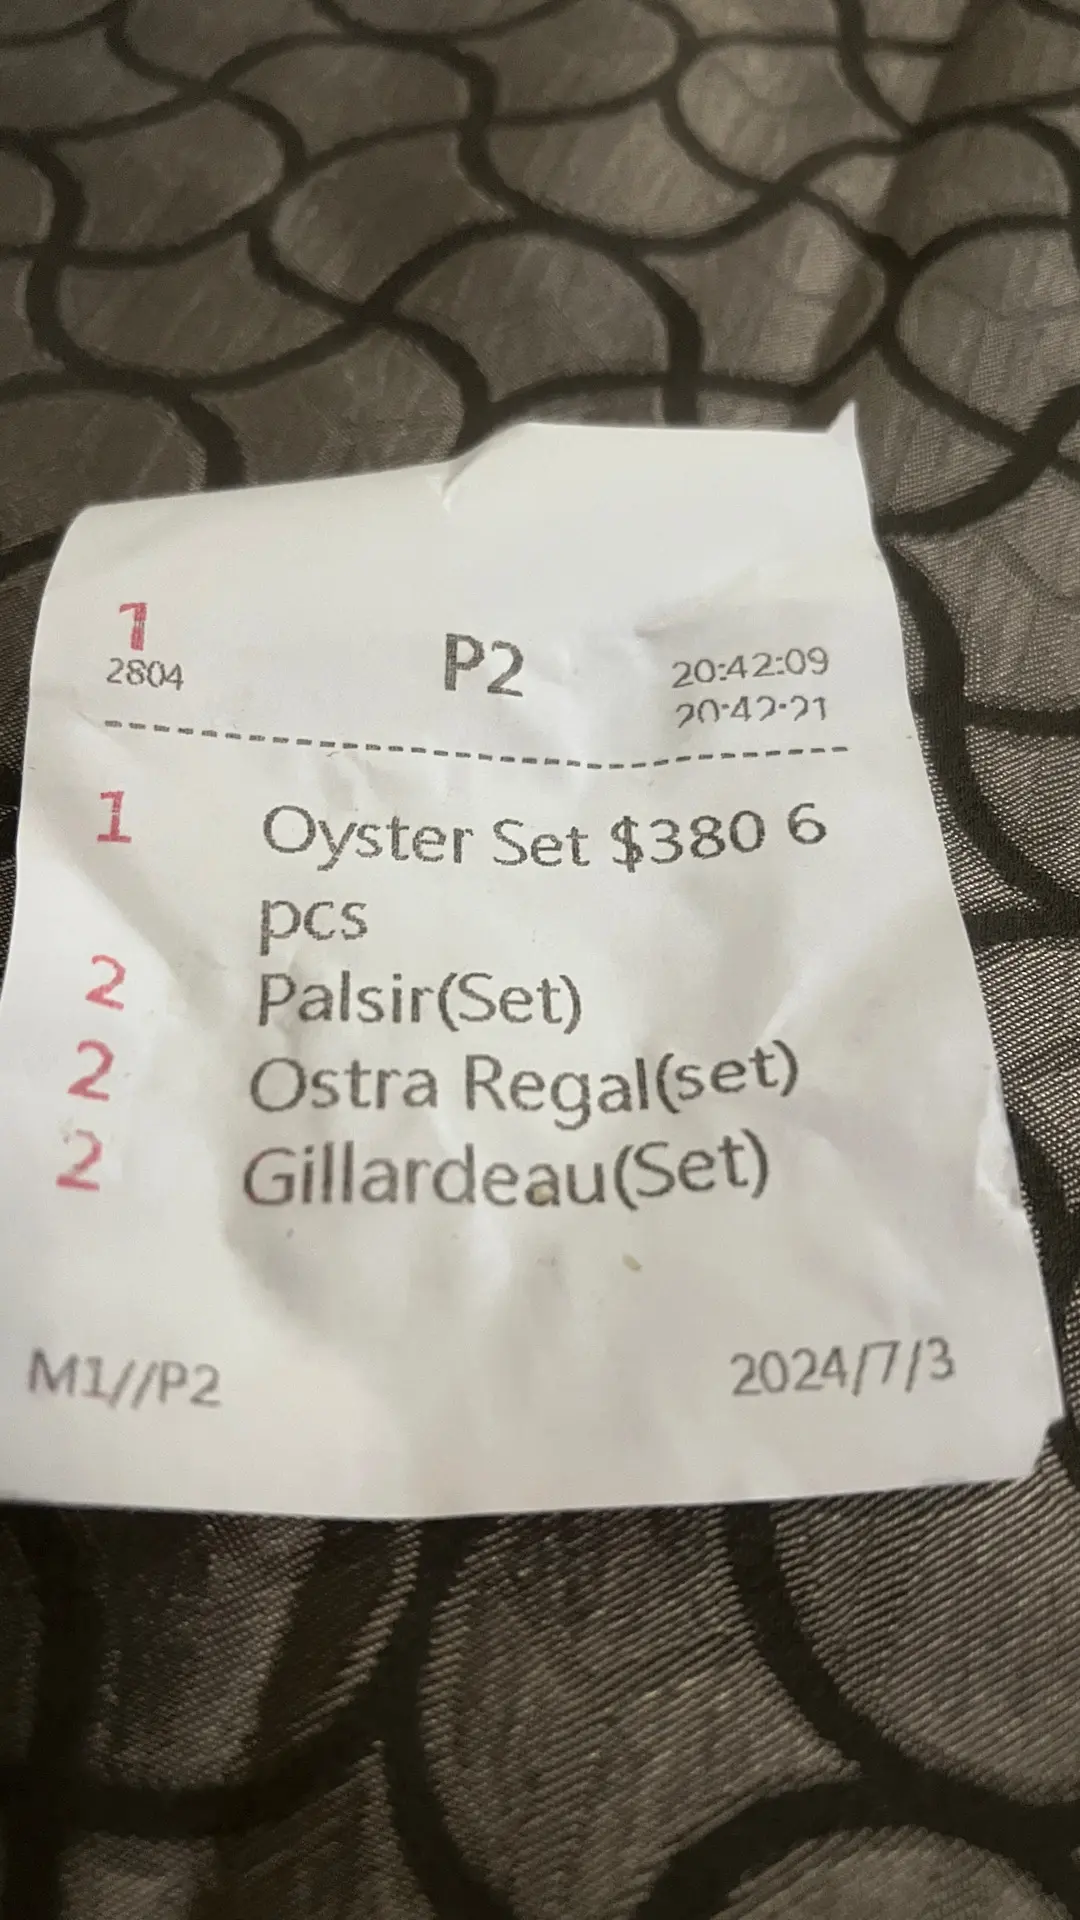 1
2804 P2 20:42:09
20:42:21
1 Oyster Set $380 6
pcs
2 Palsir(Set)
2 Ostra Regal(set)
2 Gillardeau(Set)
M1//P2 2024/7/3